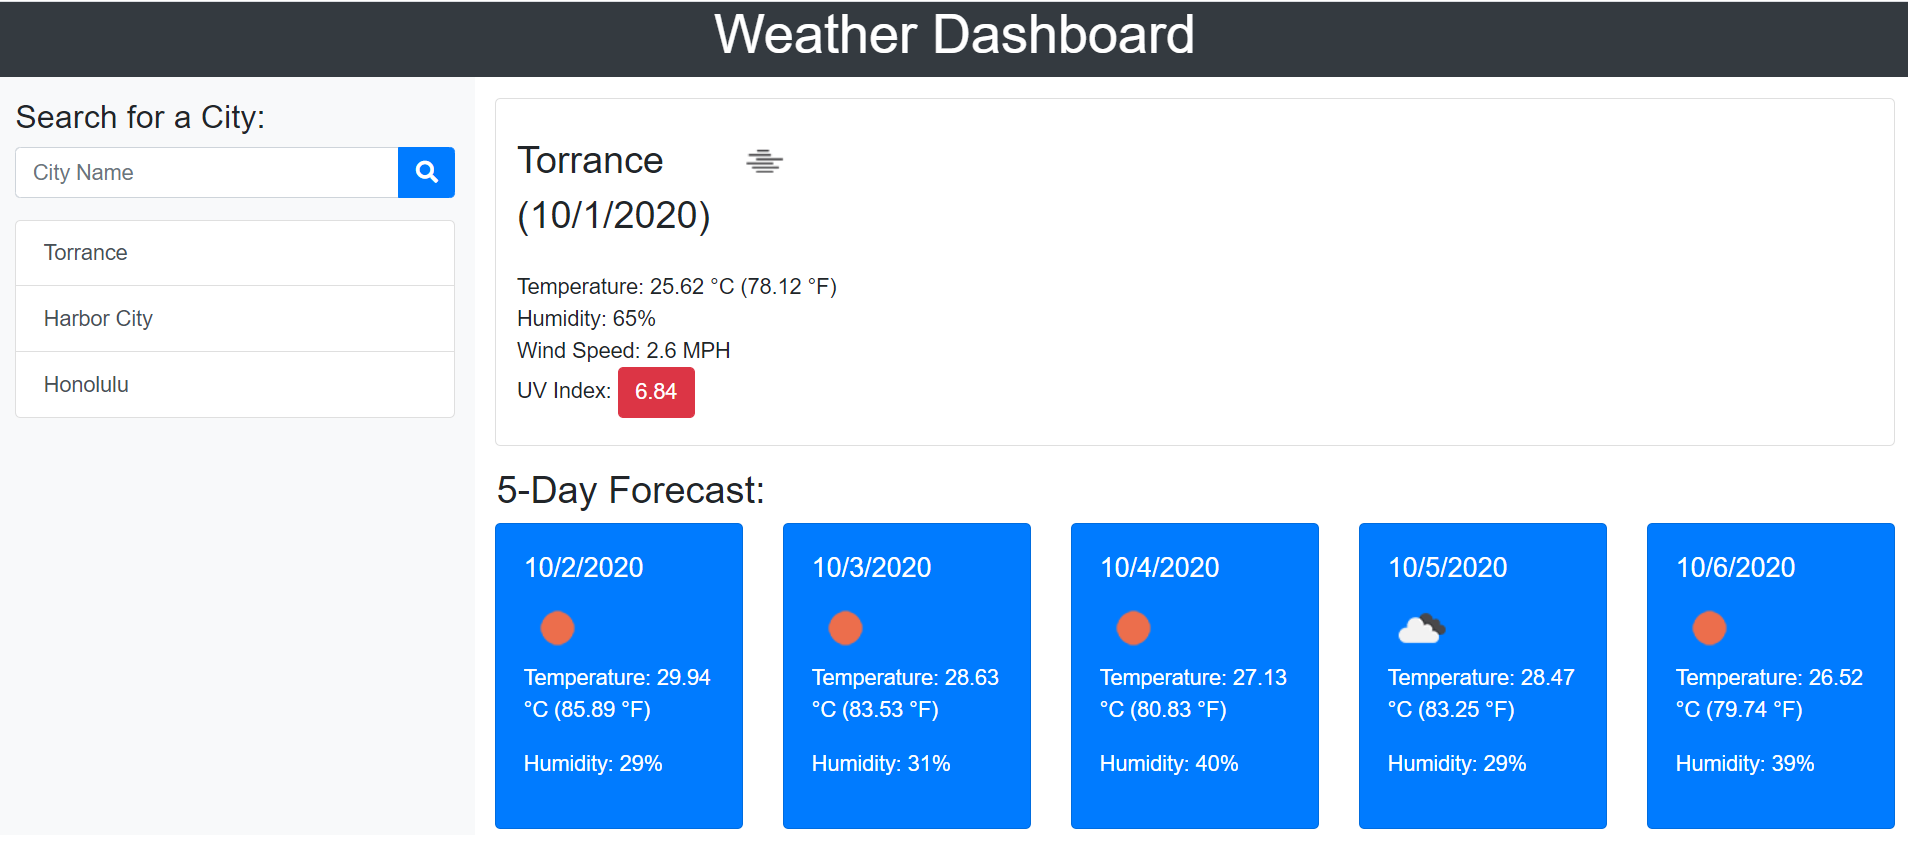 Weather Dashboard
Search for a City:
City Name
Torrance
Harbor City
Honolulu
Torrance
(10/1/2020)
Temperature: 25.62 °C (78.12 °F)
Humidity: 65%
Wind Speed: 2.6 MPH
UV Index: 6.84
5-Day Forecast:
10/2/2020
Temperature: 29.94
°C (85.89 °F)
Humidity: 29%
10/3/2020
Temperature: 28.63
°C (83.53 °F)
Humidity: 31%
10/4/2020
Temperature: 27.13
°C (80.83 °F)
Humidity: 40%
10/5/2020
Temperature: 28.47
°C (83.25 °F)
Humidity: 29%
10/6/2020
Temperature: 26.52
°C (79.74 °F)
Humidity: 39%